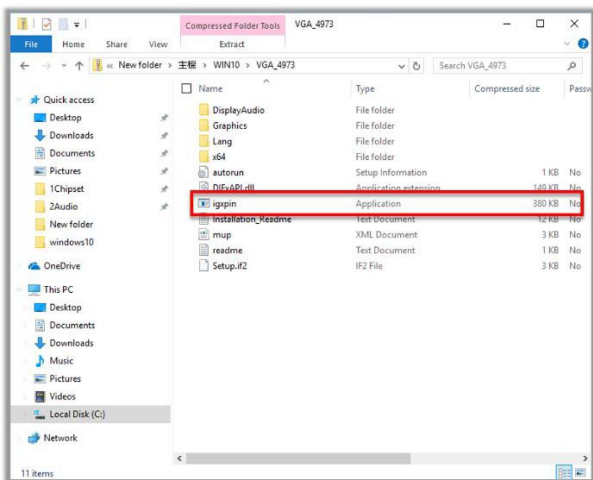 Compressed Folder Tools VGA_4973
File Home Share View Extract
« New folder > 主機 > WIN10 > VGA_4973 Search VGA_4973
Name Type Compressed size Passw
Quick access
Desktop
Downloads
Documents
Pictures
1Chipset
2Audio
New folder
windows10
OneDrive
This PC
Desktop
Documents
Downloads
Music
Pictures
Videos
Local Disk (C:)
Network
DisplayAudio File folder
Graphics File folder
Lang File folder
x64 File folder
autorun Setup Information 1 KB No
DIFxAPI.dll Application extension 149 KB No
igxpin Application 380 KB No
Installation_Readme Text Document 12 KB No
mup XML Document 3 KB No
readme Text Document 1 KB No
Setup.if2 IF2 File 3 KB No
11 items